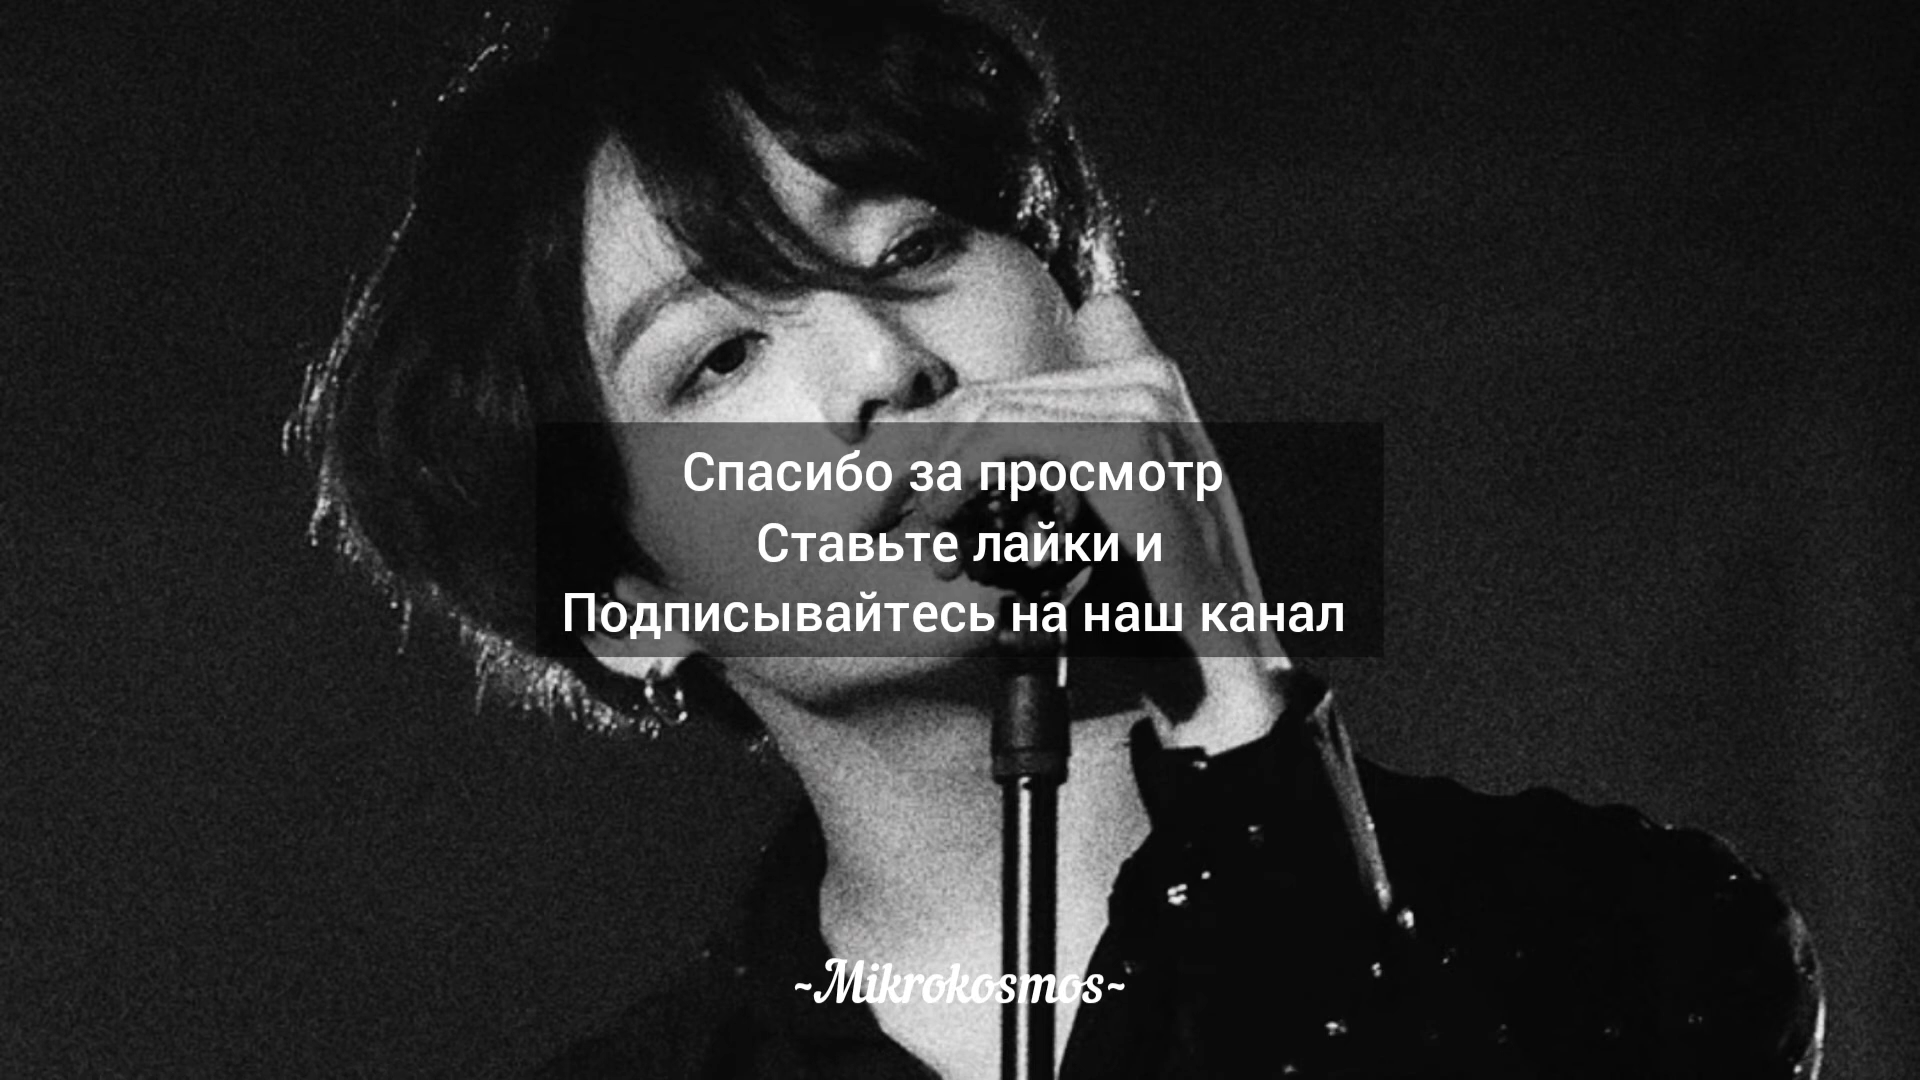 Спасибо за просмотр
Ставьте лайки и
Подписывайтесь на наш канал
~Mikrokosmos~